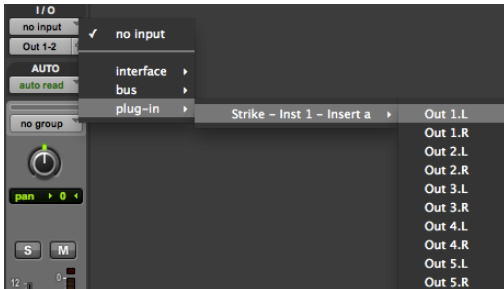 I/O
no input
Out 1-2
AUTO
auto read
no group
pan 0
S M
12
0
✓ no input
interface
bus
plug-in
Strike – Inst 1 – Insert a
Out 1.L
Out 1.R
Out 2.L
Out 2.R
Out 3.L
Out 3.R
Out 4.L
Out 4.R
Out 5.L
Out 5.R